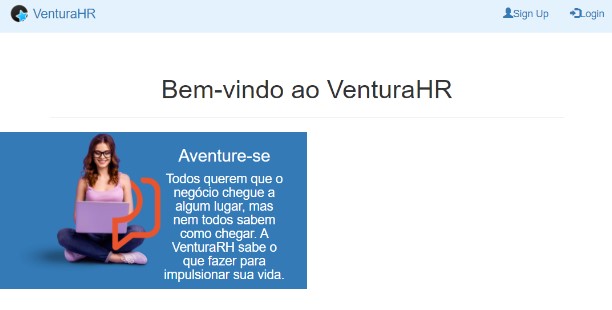 VenturaHR
Sign Up
Login
Bem-vindo ao VenturaHR
Aventure-se
Todos querem que o
negócio chegue a
algum lugar, mas
nem todos sabem
como chegar. A
VenturaRH sabe o
que fazer para
impulsionar sua vida.